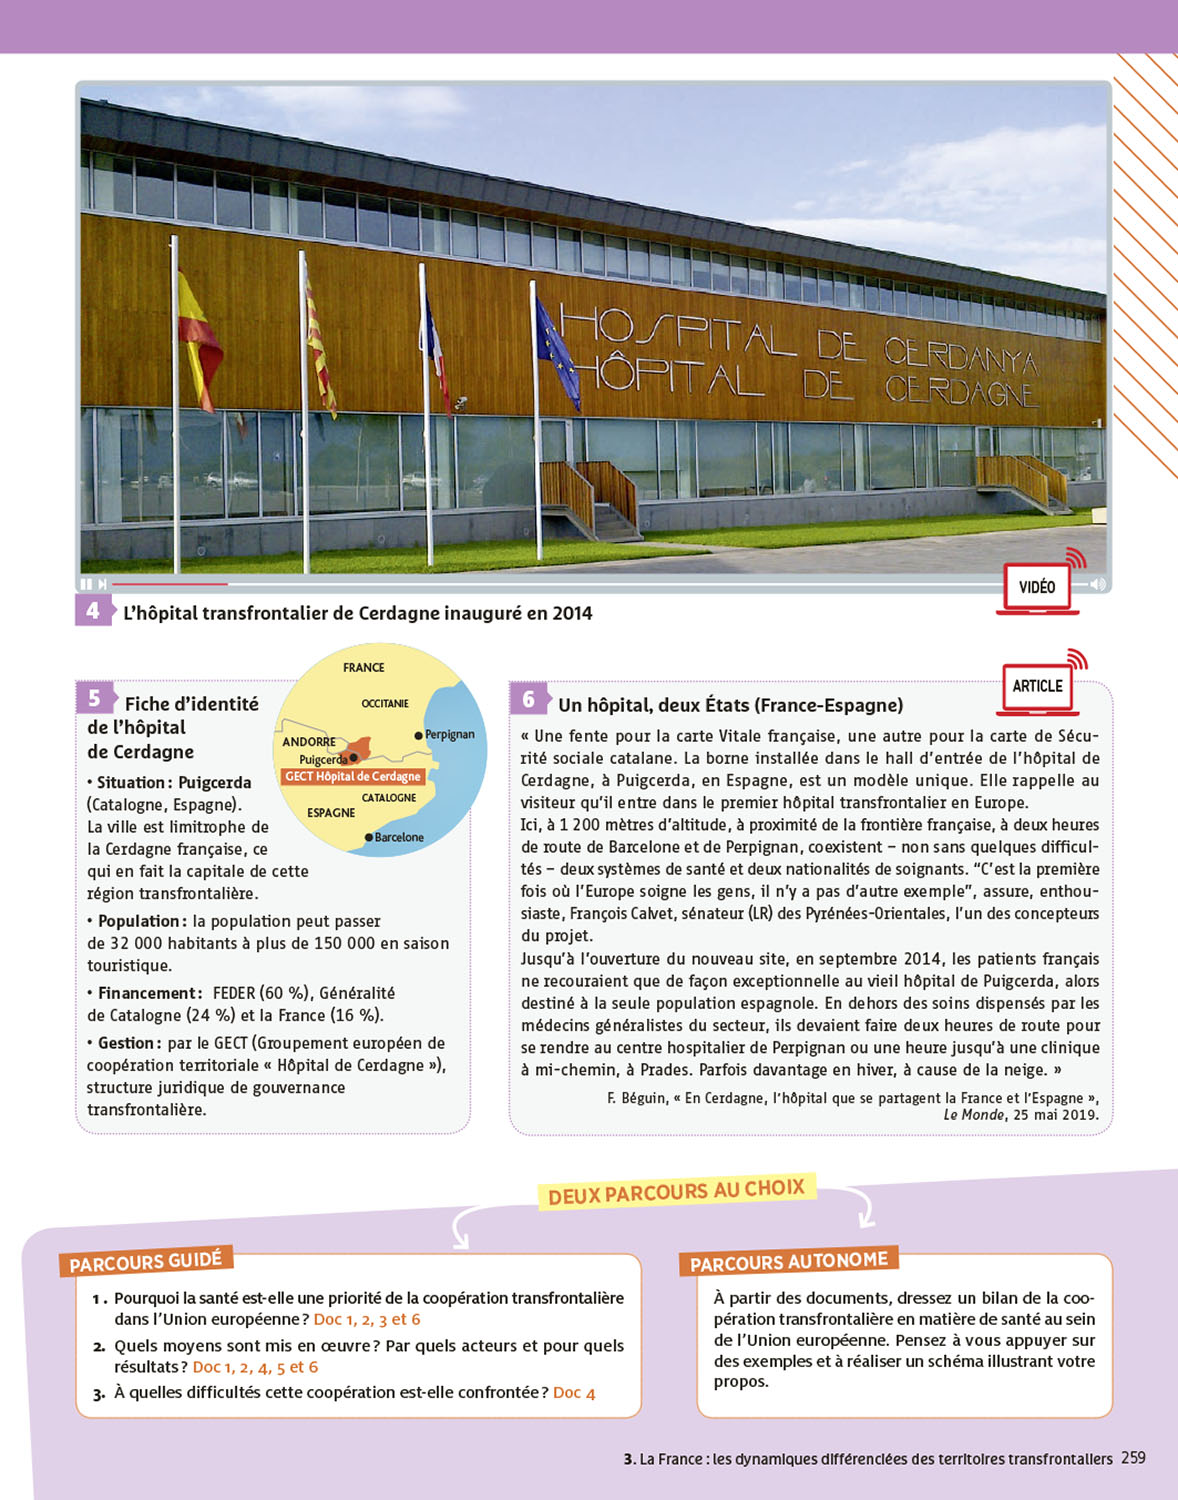 HOSPITAL DE CERDANYA
HÔPITAL DE CERDAGNE
VIDÉO
4 L’hôpital transfrontalier de Cerdagne inauguré en 2014
5 Fiche d’identité
de l’hôpital
de Cerdagne
• Situation : Puigcerda
(Catalogne, Espagne).
La ville est limitrophe de
la Cerdagne française, ce
qui en fait la capitale de cette
région transfrontalière.
• Population : la population peut passer
de 32 000 habitants à plus de 150 000 en saison
touristique.
• Financement : FEDER (60 %), Généralité
de Catalogne (24 %) et la France (16 %).
• Gestion : par le GECT (Groupement européen de
coopération territoriale « Hôpital de Cerdagne »),
structure juridique de gouvernance
transfrontalière.
FRANCE
OCCITANIE
ANDORRE
Perpignan
Puigcerda
GECT Hôpital de Cerdagne
CATALOGNE
ESPAGNE
Barcelone
ARTICLE
6 Un hôpital, deux États (France-Espagne)
« Une fente pour la carte Vitale française, une autre pour la carte de Sécu-
rité sociale catalane. La borne installée dans le hall d’entrée de l’hôpital de
Cerdagne, à Puigcerda, en Espagne, est un modèle unique. Elle rappelle au
visiteur qu’il entre dans le premier hôpital transfrontalier en Europe.
Ici, à 1 200 mètres d’altitude, à proximité de la frontière française, à deux heures
de route de Barcelone et de Perpignan, coexistent – non sans quelques difficul-
tés – deux systèmes de santé et deux nationalités de soignants. “C’est la première
fois où l’Europe soigne les gens, il n’y a pas d’autre exemple”, assure, enthou-
siaste, François Calvet, sénateur (LR) des Pyrénées-Orientales, l’un des concepteurs
du projet.
Jusqu’à l’ouverture du nouveau site, en septembre 2014, les patients français
ne recouraient que de façon exceptionnelle au vieil hôpital de Puigcerda, alors
destiné à la seule population espagnole. En dehors des soins dispensés par les
médecins généralistes du secteur, ils devaient faire deux heures de route pour
se rendre au centre hospitalier de Perpignan ou une heure jusqu’à une clinique
à mi-chemin, à Prades. Parfois davantage en hiver, à cause de la neige. »
F. Béguin, « En Cerdagne, l’hôpital que se partagent la France et l’Espagne »,
Le Monde, 25 mai 2019.
DEUX PARCOURS AU CHOIX
PARCOURS GUIDÉ
1. Pourquoi la santé est-elle une priorité de la coopération transfrontalière
dans l’Union européenne ? Doc 1, 2, 3 et 6
2. Quels moyens sont mis en œuvre ? Par quels acteurs et pour quels
résultats ? Doc 1, 2, 4, 5 et 6
3. À quelles difficultés cette coopération est-elle confrontée ? Doc 4
PARCOURS AUTONOME
À partir des documents, dressez un bilan de la coo-
pération transfrontalière en matière de santé au sein
de l’Union européenne. Pensez à vous appuyer sur
des exemples et à réaliser un schéma illustrant votre
propos.
3. La France : les dynamiques différenciées des territoires transfrontaliers 259